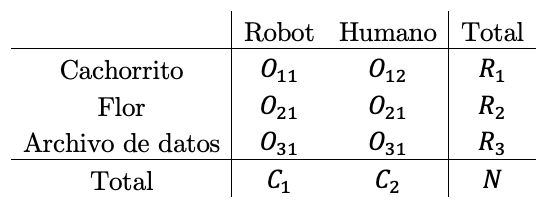 Robot Humano Total
Cachorrito O₁₁ O₁₂ R₁
Flor O₂₁ O₂₁ R₂
Archivo de datos O₃₁ O₃₁ R₃
Total C₁ C₂ N